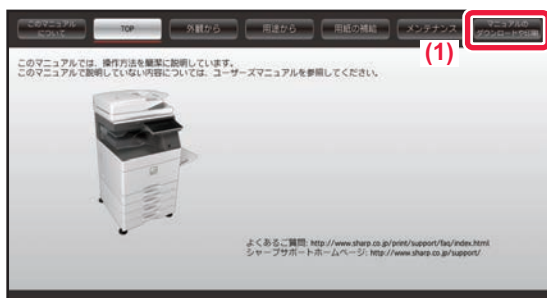 このマニュアル
について
TOP
外観から
用途から
用紙の補給
メンテナンス
マニュアルの
ダウンロードや印刷
(1)
このマニュアルでは、操作方法を簡潔に説明しています。
このマニュアルで説明していない内容については、ユーザーズマニュアルを参照してください。
よくあるご質問: http://www.sharp.co.jp/print/support/faq/index.html
シャープサポートホームページ: http://www.sharp.co.jp/support/